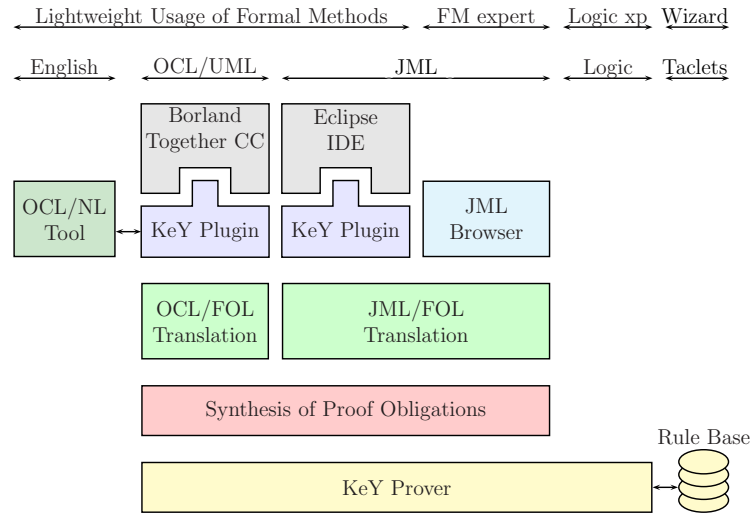 Lightweight Usage of Formal Methods FM expert Logic xp Wizard
English OCL/UML JML Logic Taclets
Borland
Together CC
Eclipse
IDE
OCL/NL
Tool
KeY Plugin
KeY Plugin
JML
Browser
OCL/FOL
Translation
JML/FOL
Translation
Synthesis of Proof Obligations
Rule Base
KeY Prover